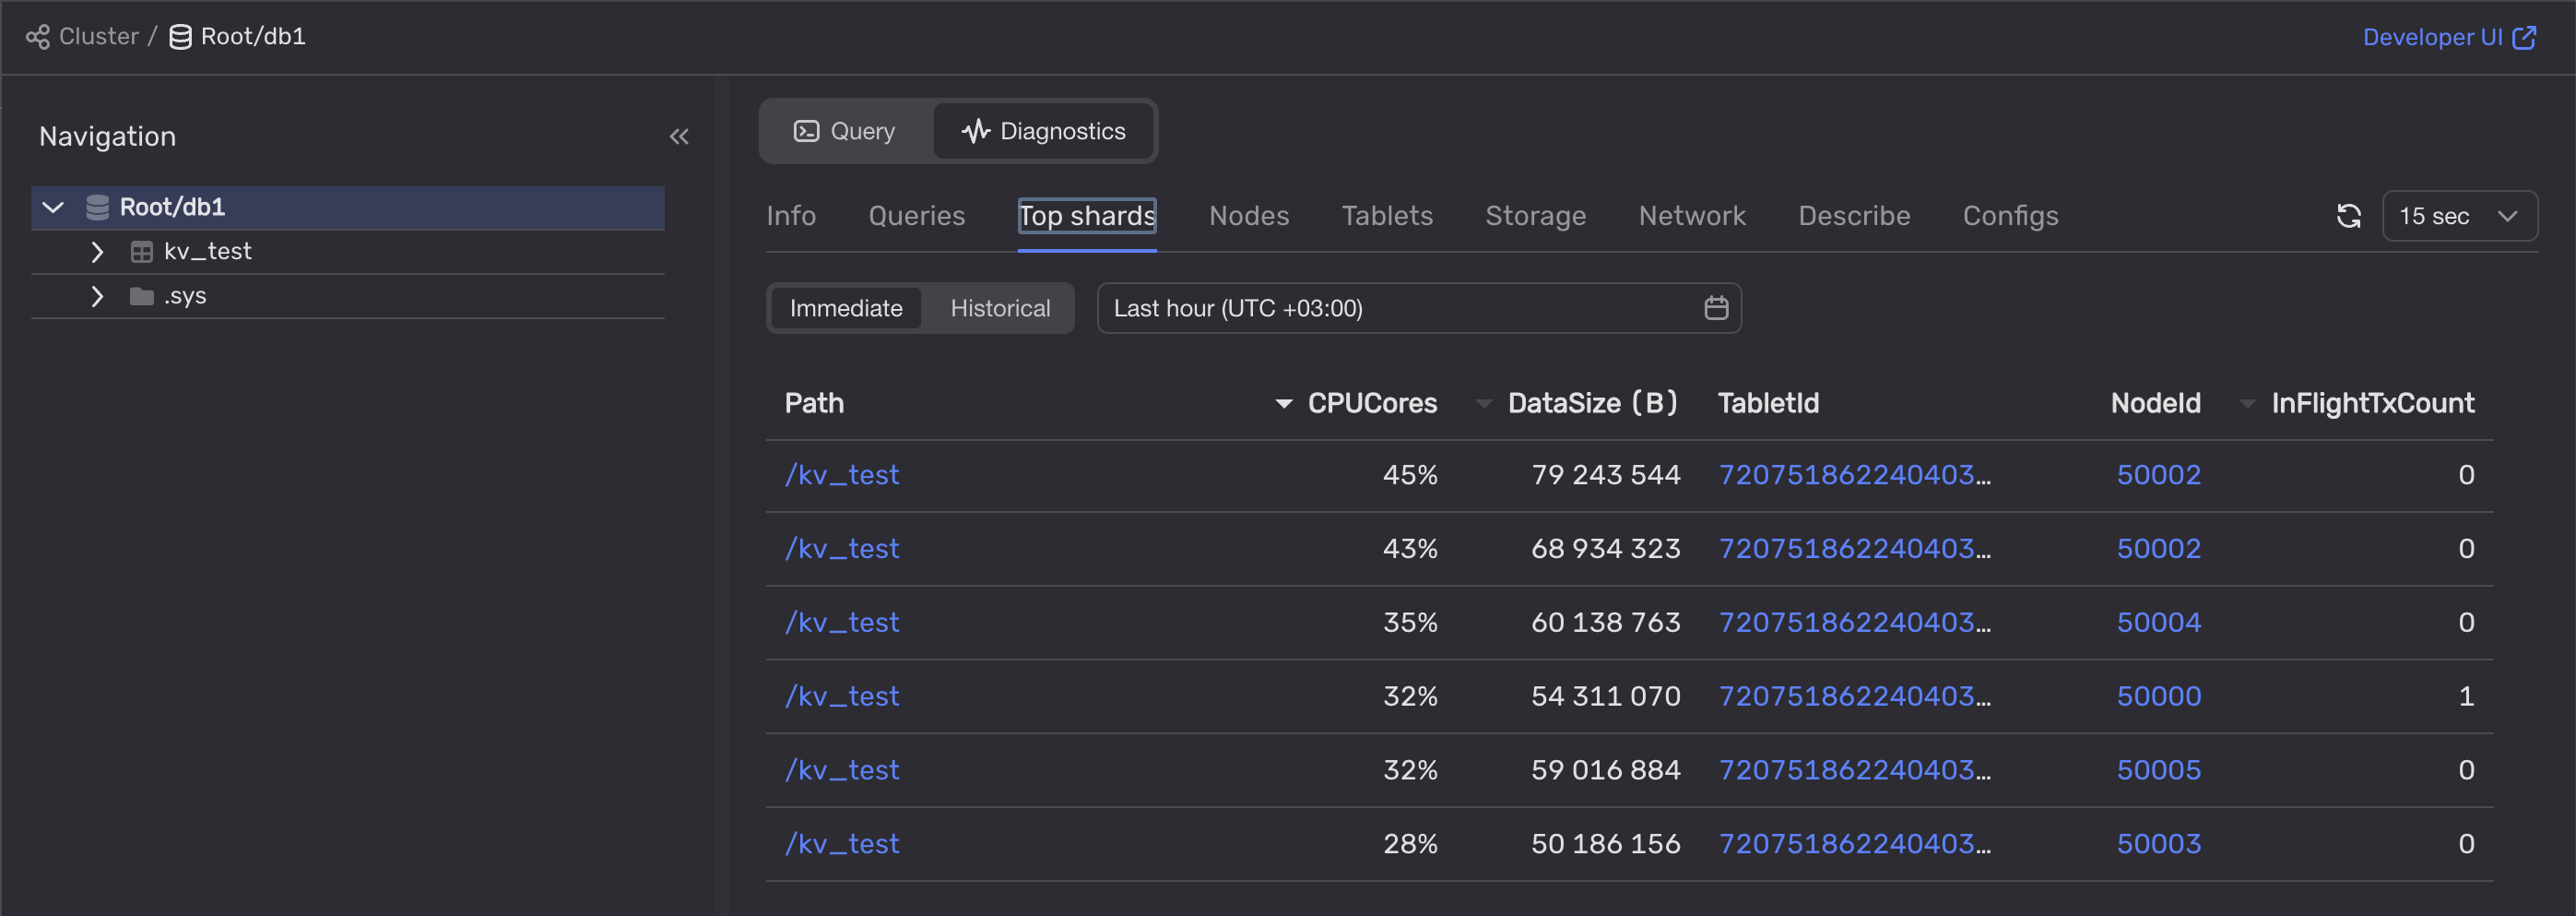 Cluster / Root/db1
Developer UI
Navigation
Root/db1
kv_test
.sys
Query Diagnostics
Info Queries Top shards Nodes Tablets Storage Network Describe Configs 15 sec
Immediate Historical Last hour (UTC +03:00)
Path CPUCores DataSize (B) TabletId NodeId InFlightTxCount
/kv_test 45% 79 243 544 720751862240403… 50002 0
/kv_test 43% 68 934 323 720751862240403… 50002 0
/kv_test 35% 60 138 763 720751862240403… 50004 0
/kv_test 32% 54 311 070 720751862240403… 50000 1
/kv_test 32% 59 016 884 720751862240403… 50005 0
/kv_test 28% 50 186 156 720751862240403… 50003 0